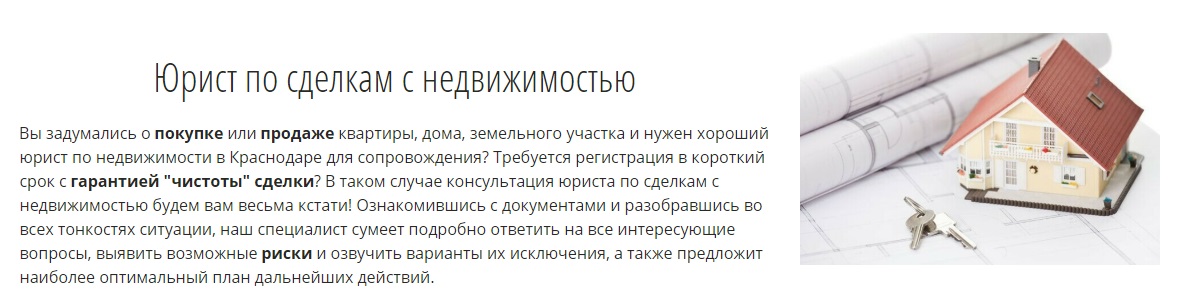 Юрист по сделкам с недвижимостью
Вы задумались о покупке или продаже квартиры, дома, земельного участка и нужен хороший
юрист по недвижимости в Краснодаре для сопровождения? Требуется регистрация в короткий
срок с гарантией "чистоты" сделки? В таком случае консультация юриста по сделкам с
недвижимостью будем вам весьма кстати! Ознакомившись с документами и разобравшись во
всех тонкостях ситуации, наш специалист сумеет подробно ответить на все интересующие
вопросы, выявить возможные риски и озвучить варианты их исключения, а также предложит
наиболее оптимальный план дальнейших действий.